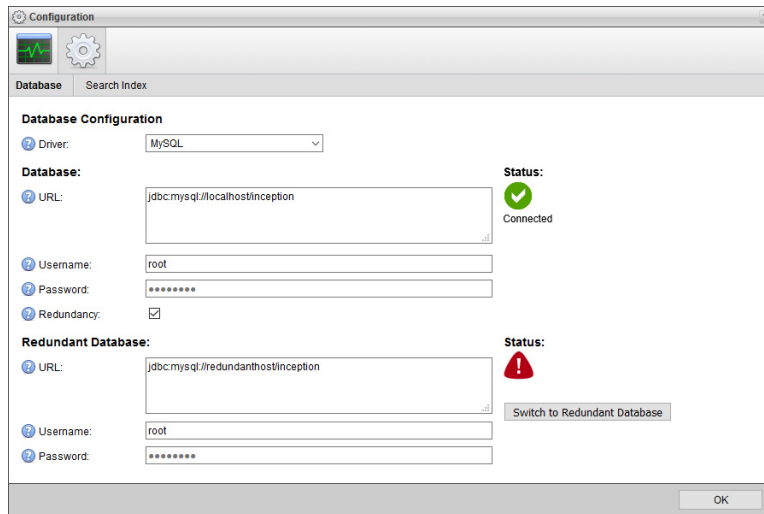 Configuration
Database Search Index
Database Configuration
Driver: MySQL
Database: Status:
URL: jdbc:mysql://localhost/inception
Connected
Username: root
Password: ●●●●●●●●
Redundancy:
Redundant Database: Status:
URL: jdbc:mysql://redundanthost/inception
Switch to Redundant Database
Username: root
Password: ●●●●●●●●
OK